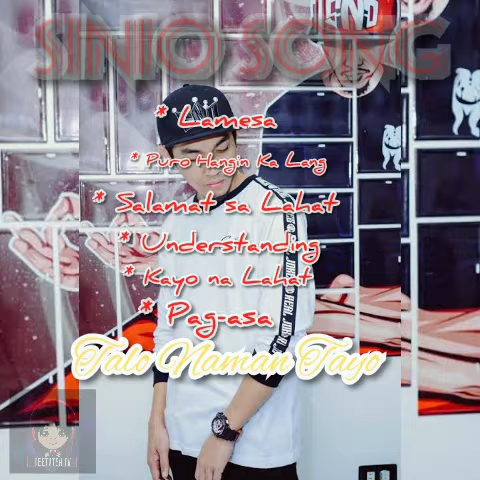 SINIO SONG
* Lamesa
* Puro Hangin Ka Lang
* Salamat sa Lahat
* Understanding
* Kayo na Lahat
* Pag-asa
Talo Naman Tayo